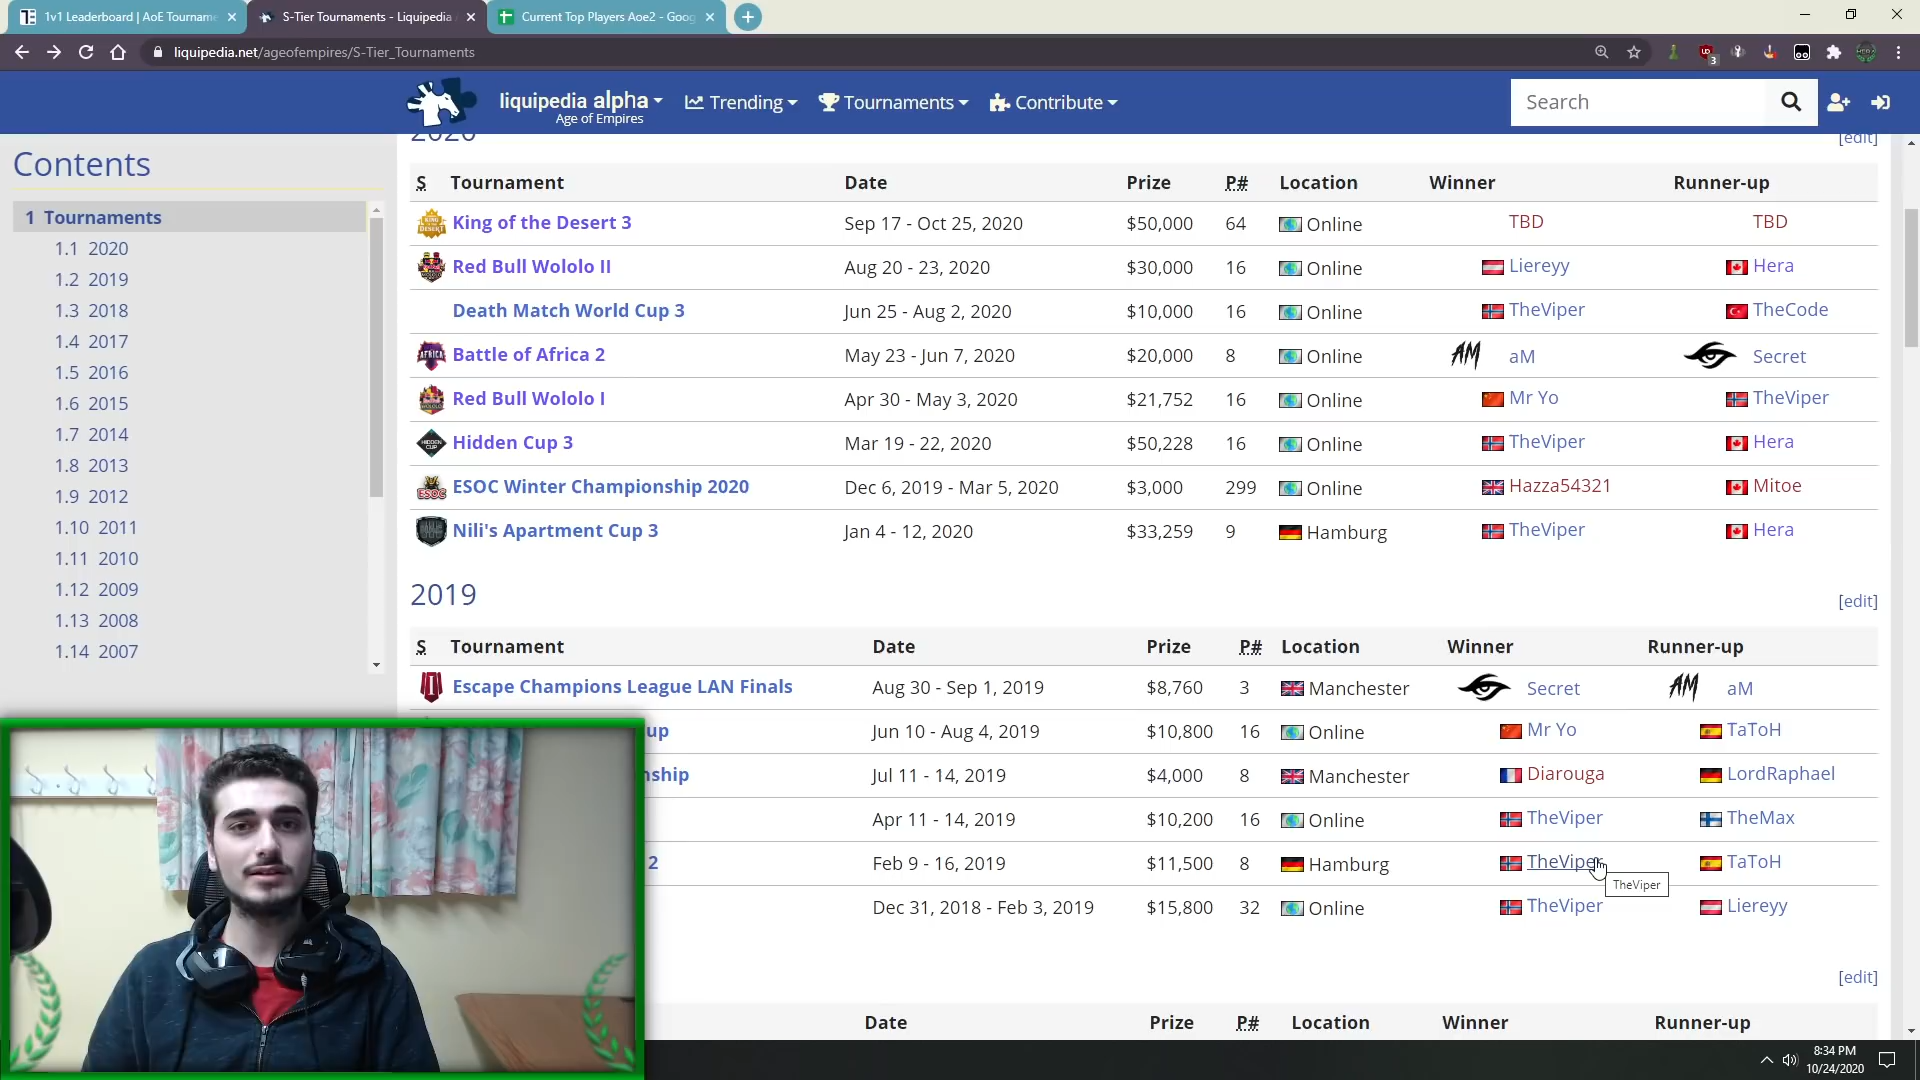 1v1 Leaderboard | AoE Tourname
S-Tier Tournaments - Liquipedia
Current Top Players Aoe2 - Goog
liquipedia.net/ageofempires/S-Tier_Tournaments
3
liquipedia alpha
Age of Empires
Trending
Tournaments
Contribute
Search
Contents
1 Tournaments
1.1 2020
1.2 2019
1.3 2018
1.4 2017
1.5 2016
1.6 2015
1.7 2014
1.8 2013
1.9 2012
1.10 2011
1.11 2010
1.12 2009
1.13 2008
1.14 2007
2020 [edit]
S Tournament Date Prize P# Location Winner Runner-up
King of the Desert 3 Sep 17 - Oct 25, 2020 $50,000 64 Online TBD TBD
Red Bull Wololo II Aug 20 - 23, 2020 $30,000 16 Online Liereyy Hera
Death Match World Cup 3 Jun 25 - Aug 2, 2020 $10,000 16 Online TheViper TheCode
AFRICA Battle of Africa 2 May 23 - Jun 7, 2020 $20,000 8 Online AM aM Secret
Red Bull Wololo I Apr 30 - May 3, 2020 $21,752 16 Online Mr Yo TheViper
HIDDEN CUP Hidden Cup 3 Mar 19 - 22, 2020 $50,228 16 Online TheViper Hera
ESOC ESOC Winter Championship 2020 Dec 6, 2019 - Mar 5, 2020 $3,000 299 Online Hazza54321 Mitoe
Nili's Apartment Cup 3 Jan 4 - 12, 2020 $33,259 9 Hamburg TheViper Hera
2019 [edit]
S Tournament Date Prize P# Location Winner Runner-up
Escape Champions League LAN Finals Aug 30 - Sep 1, 2019 $8,760 3 Manchester Secret AM aM
up Jun 10 - Aug 4, 2019 $10,800 16 Online Mr Yo TaToH
nship Jul 11 - 14, 2019 $4,000 8 Manchester Diarouga LordRaphael
Apr 11 - 14, 2019 $10,200 16 Online TheViper TheMax
2 Feb 9 - 16, 2019 $11,500 8 Hamburg TheViper TaToH
TheViper
Dec 31, 2018 - Feb 3, 2019 $15,800 32 Online TheViper Liereyy
[edit]
Date Prize P# Location Winner Runner-up
8:34 PM
10/24/2020